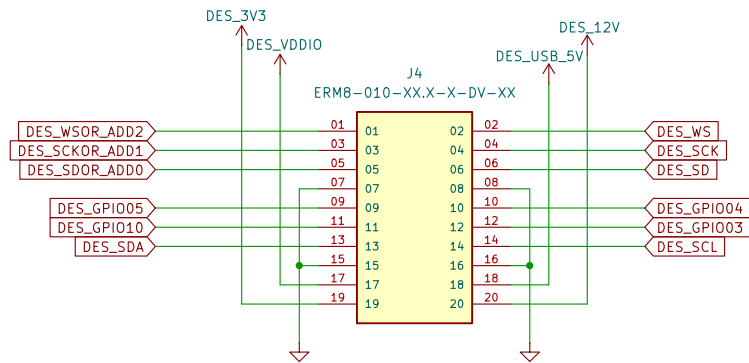 DES_3V3
DES_12V
DES_VDDIO
DES_USB_5V
J4
ERM8-010-XX.X-X-DV-XX
DES_WSOR_ADD2 01 01 02 02 DES_WS
DES_SCKOR_ADD1 03 03 04 04 DES_SCK
DES_SDOR_ADD0 05 05 06 06 DES_SD
07 07 08 08
DES_GPIO05 09 09 10 10 DES_GPIO04
DES_GPIO10 11 11 12 12 DES_GPIO03
DES_SDA 13 13 14 14 DES_SCL
15 15 16 16
17 17 18 18
19 19 20 20